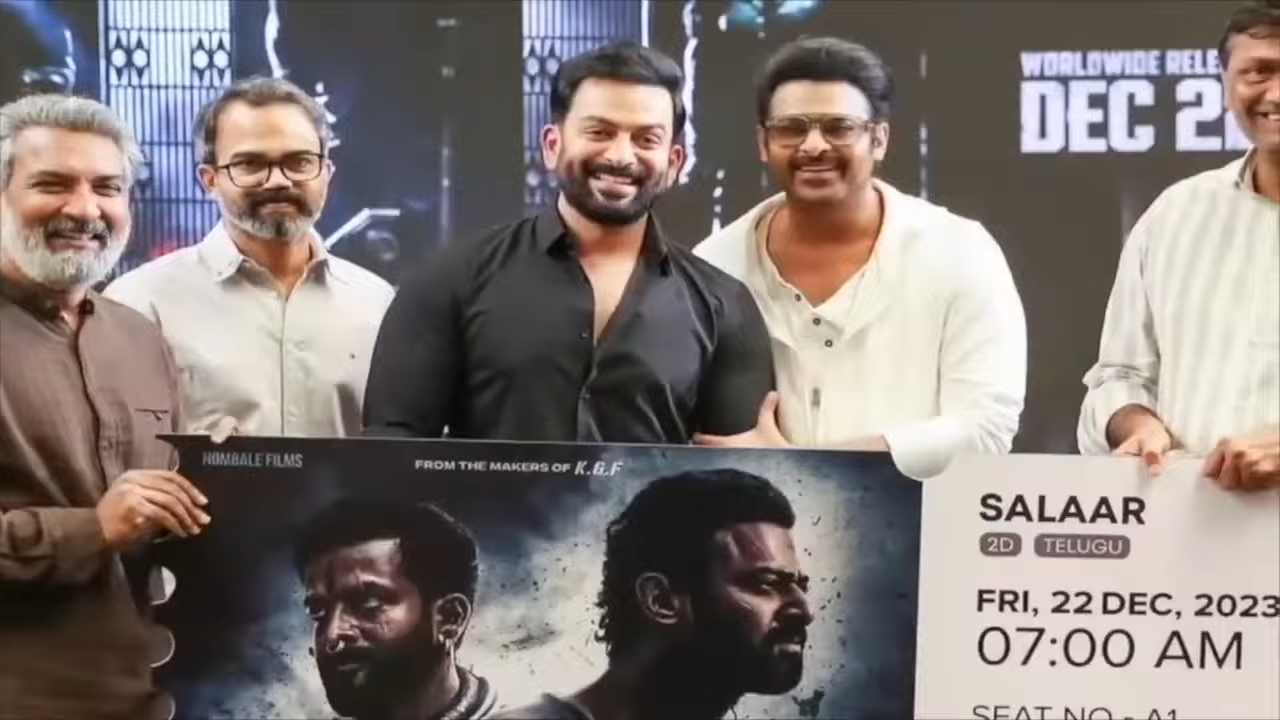 WORLDWIDE RELE
DEC 2
HOMBALE FILMS
FROM THE MAKERS OF K.G.F
SALAAR
2D TELUGU
FRI, 22 DEC, 2023
07:00 AM
SEAT NO - A1